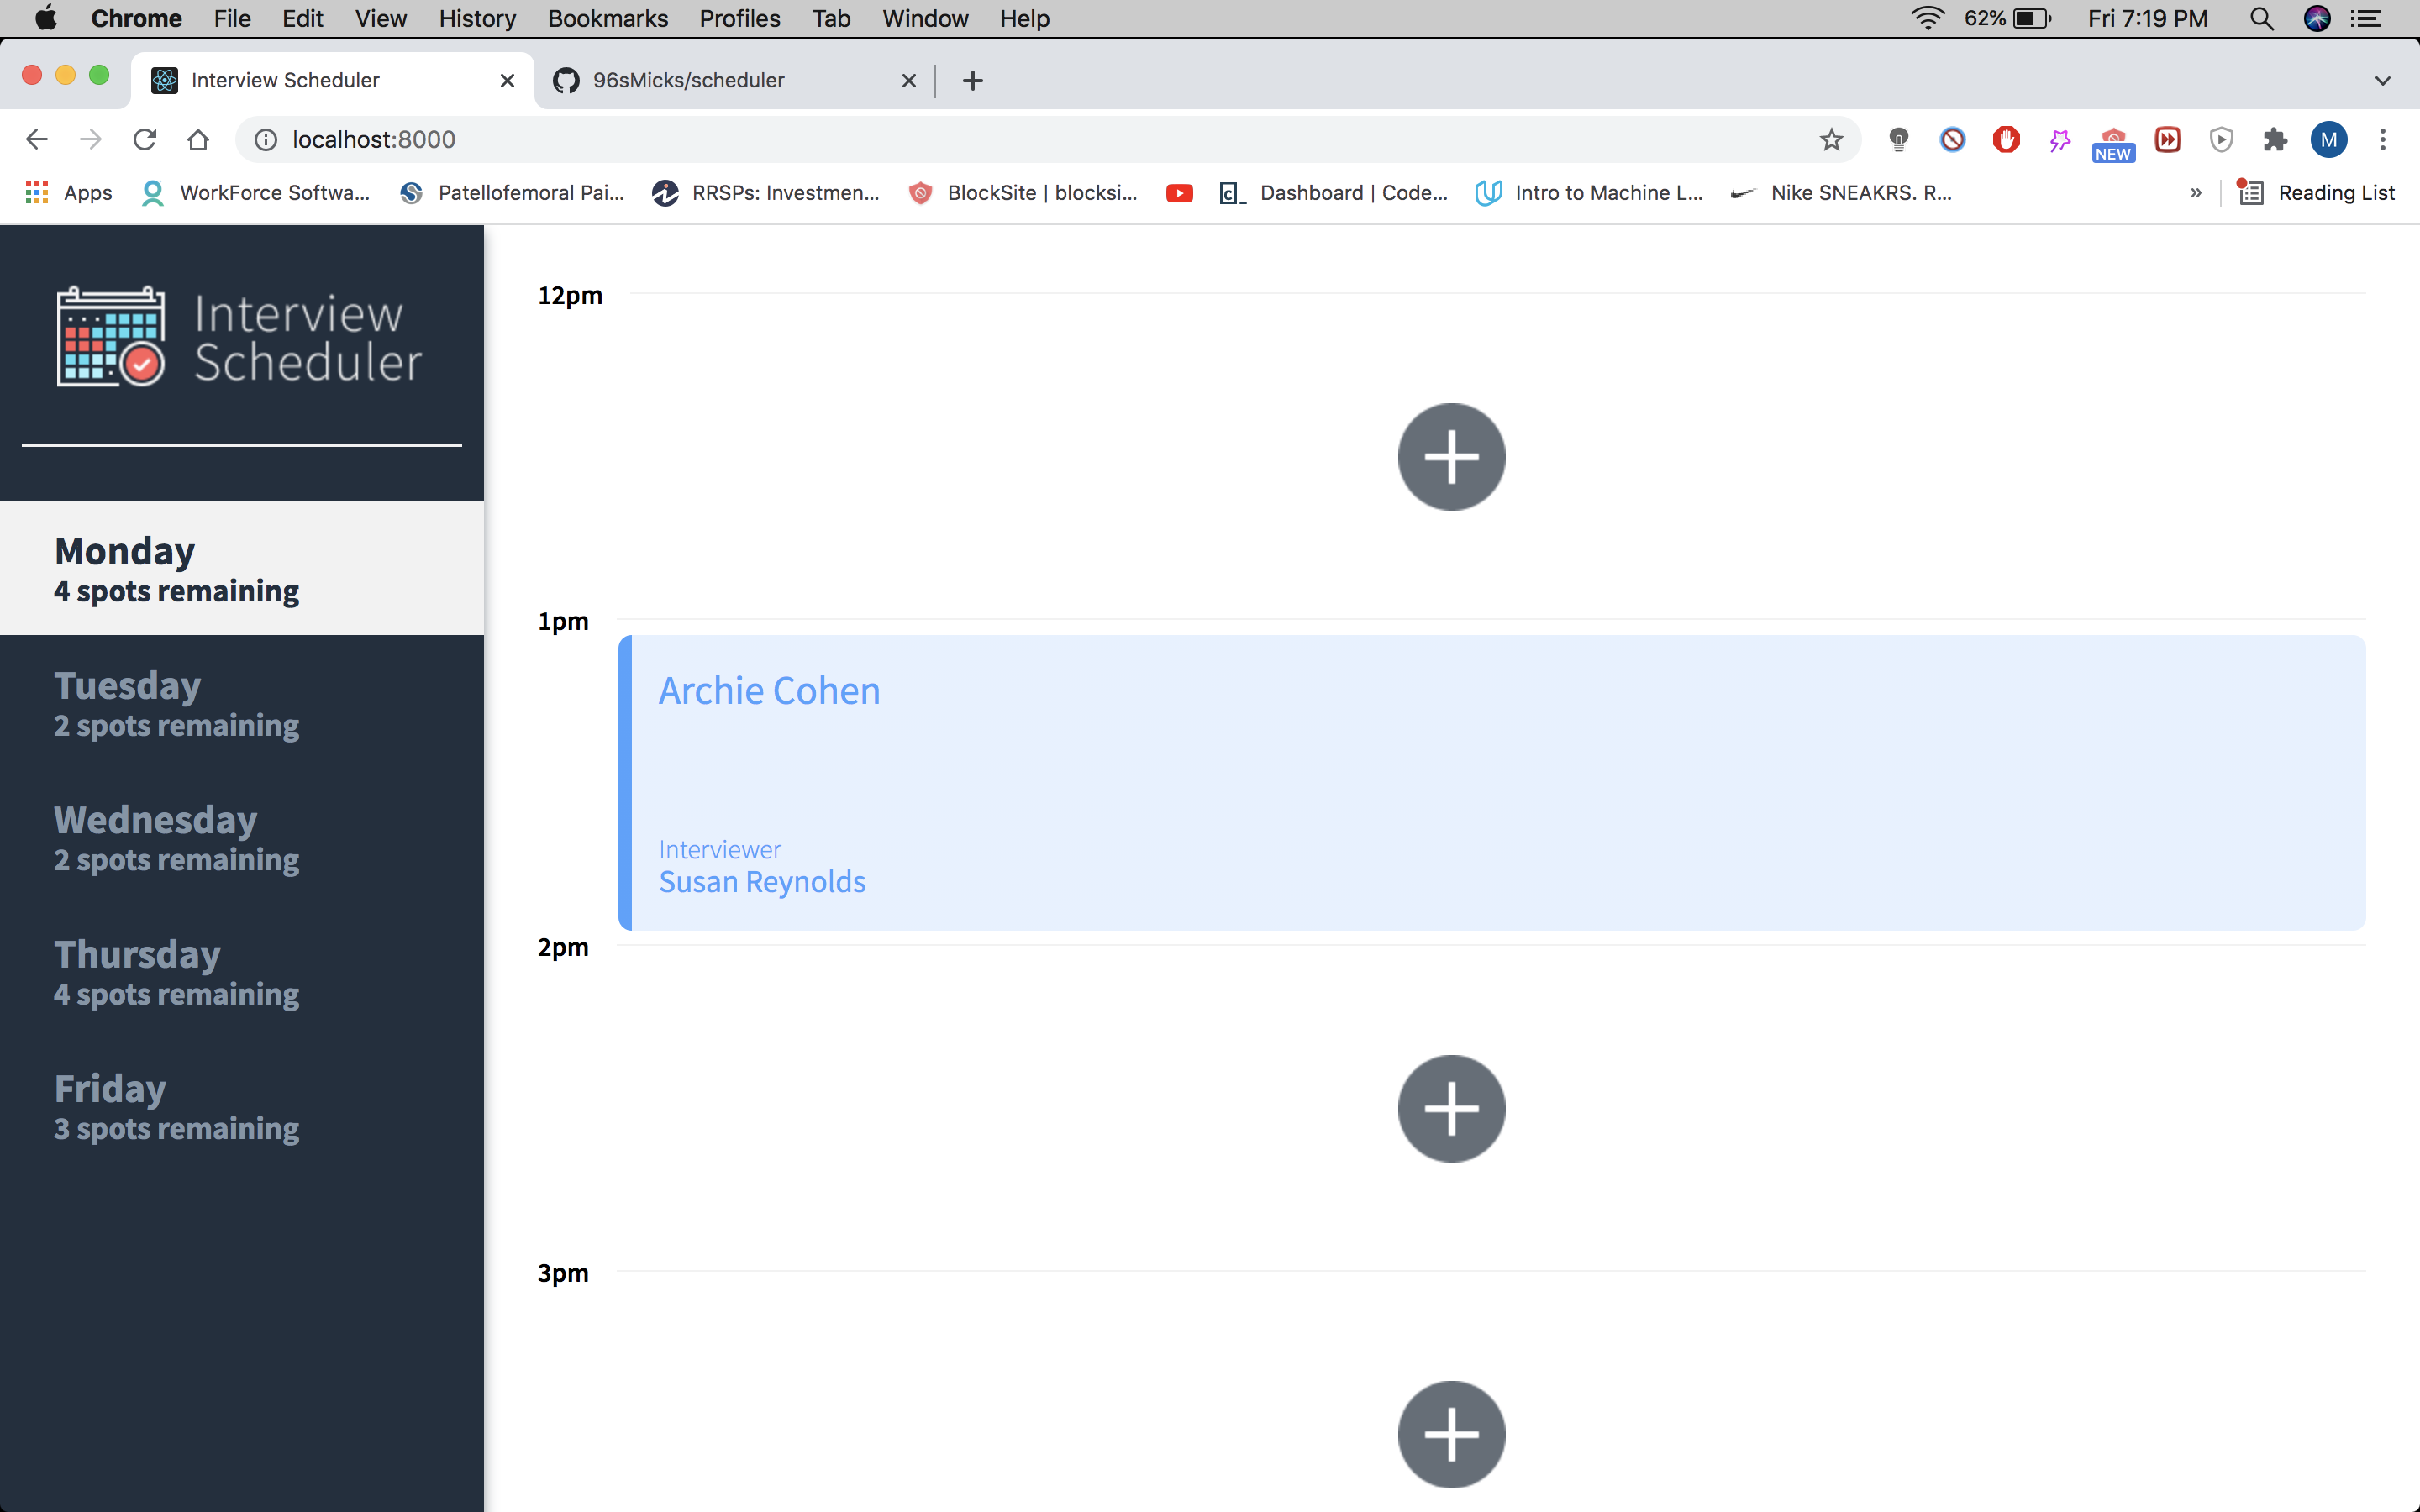 Chrome File Edit View History Bookmarks Profiles Tab Window Help 62% Fri 7:19 PM
Interview Scheduler 96sMicks/scheduler
localhost:8000 NEW M
Apps WorkForce Softwa... Patellofemoral Pai... RRSPs: Investmen... BlockSite | blocksi... c_ Dashboard | Code... Intro to Machine L... Nike SNEAKRS. R... » Reading List
Interview
Scheduler
Monday
4 spots remaining
Tuesday
2 spots remaining
Wednesday
2 spots remaining
Thursday
4 spots remaining
Friday
3 spots remaining
12pm
1pm
Archie Cohen
Interviewer
Susan Reynolds
2pm
3pm